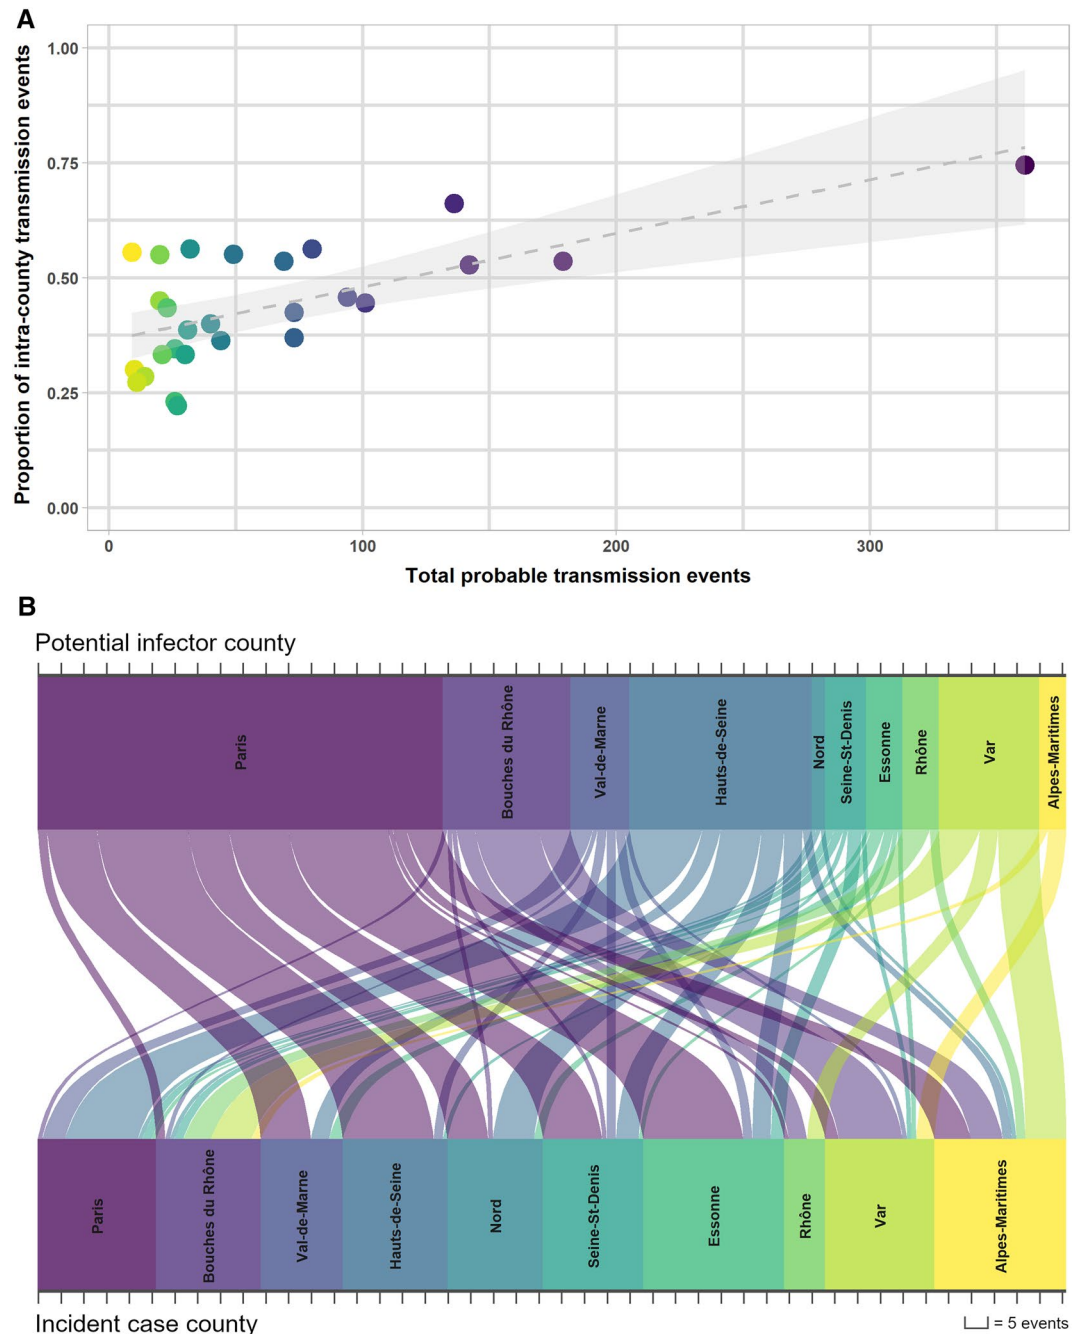 A
Proportion of intra-county transmission events
1.00
0.75
0.50
0.25
0.00
0
100
200
300
Total probable transmission events
B
Potential infector county
Paris
Bouches du Rhône
Val-de-Marne
Hauts-de-Seine
Nord
Seine-St-Denis
Essonne
Rhône
Var
Alpes-Maritimes
Paris
Bouches du Rhône
Val-de-Marne
Hauts-de-Seine
Nord
Seine-St-Denis
Essonne
Rhône
Var
Alpes-Maritimes
Incident case county
= 5 events